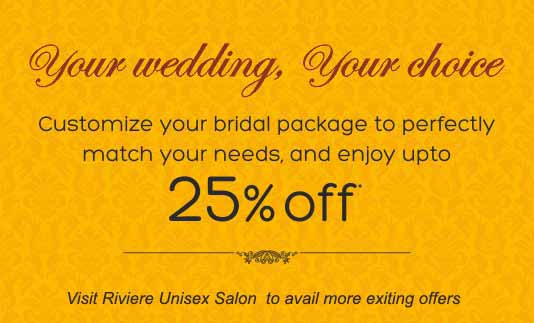 Your wedding, Your choice
Customize your bridal package to perfectly
match your needs, and enjoy upto
25% off*
Visit Riviere Unisex Salon to avail more exiting offers